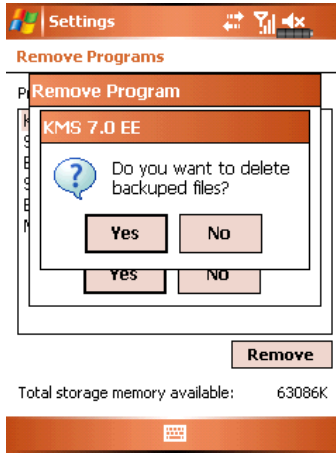 Settings
Remove Programs
Remove Program
KMS 7.0 EE
Do you want to delete
backuped files?
Yes No
Yes No
Remove
Total storage memory available: 63086K